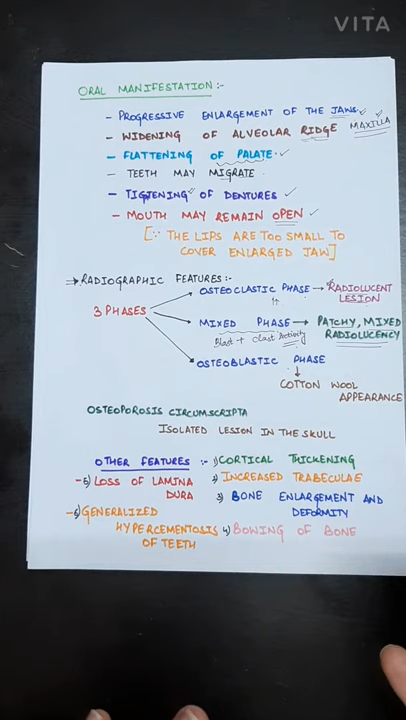 VITA
ORAL MANIFESTATION :-
- PROGRESSIVE ENLARGEMENT OF THE JAWS
- WIDENING OF ALVEOLAR RIDGE MAXILLA
- FLATTENING OF PALATE
- TEETH MAY MIGRATE
- TIGTENING OF DENTURES
- MOUTH MAY REMAIN OPEN
[∵ THE LIPS ARE TOO SMALL TO
COVER ENLARGED JAW]
⇒ RADIOGRAPHIC FEATURES :-
3 PHASES
OSTEOCLASTIC PHASE → RADIOLUCENT
LESION
MIXED PHASE → PATCHY, MIXED
RADIOLUCENCY
Blast + Clast Activity
OSTEOBLASTIC PHASE
↓
COTTON WOOL
APPEARANCE
OSTEOPOROSIS CIRCUMSCRIPTA
ISOLATED LESION IN THE SKULL
OTHER FEATURES :- 1) CORTICAL THICKENING
2) INCREASED TRABECULAE
3) BONE ENLARGEMENT AND
DEFORMITY
4) BOWING OF BONE
- 5) LOSS OF LAMINA
DURA
- 6) GENERALIZED
HYPERCEMENTOSIS
OF TEETH